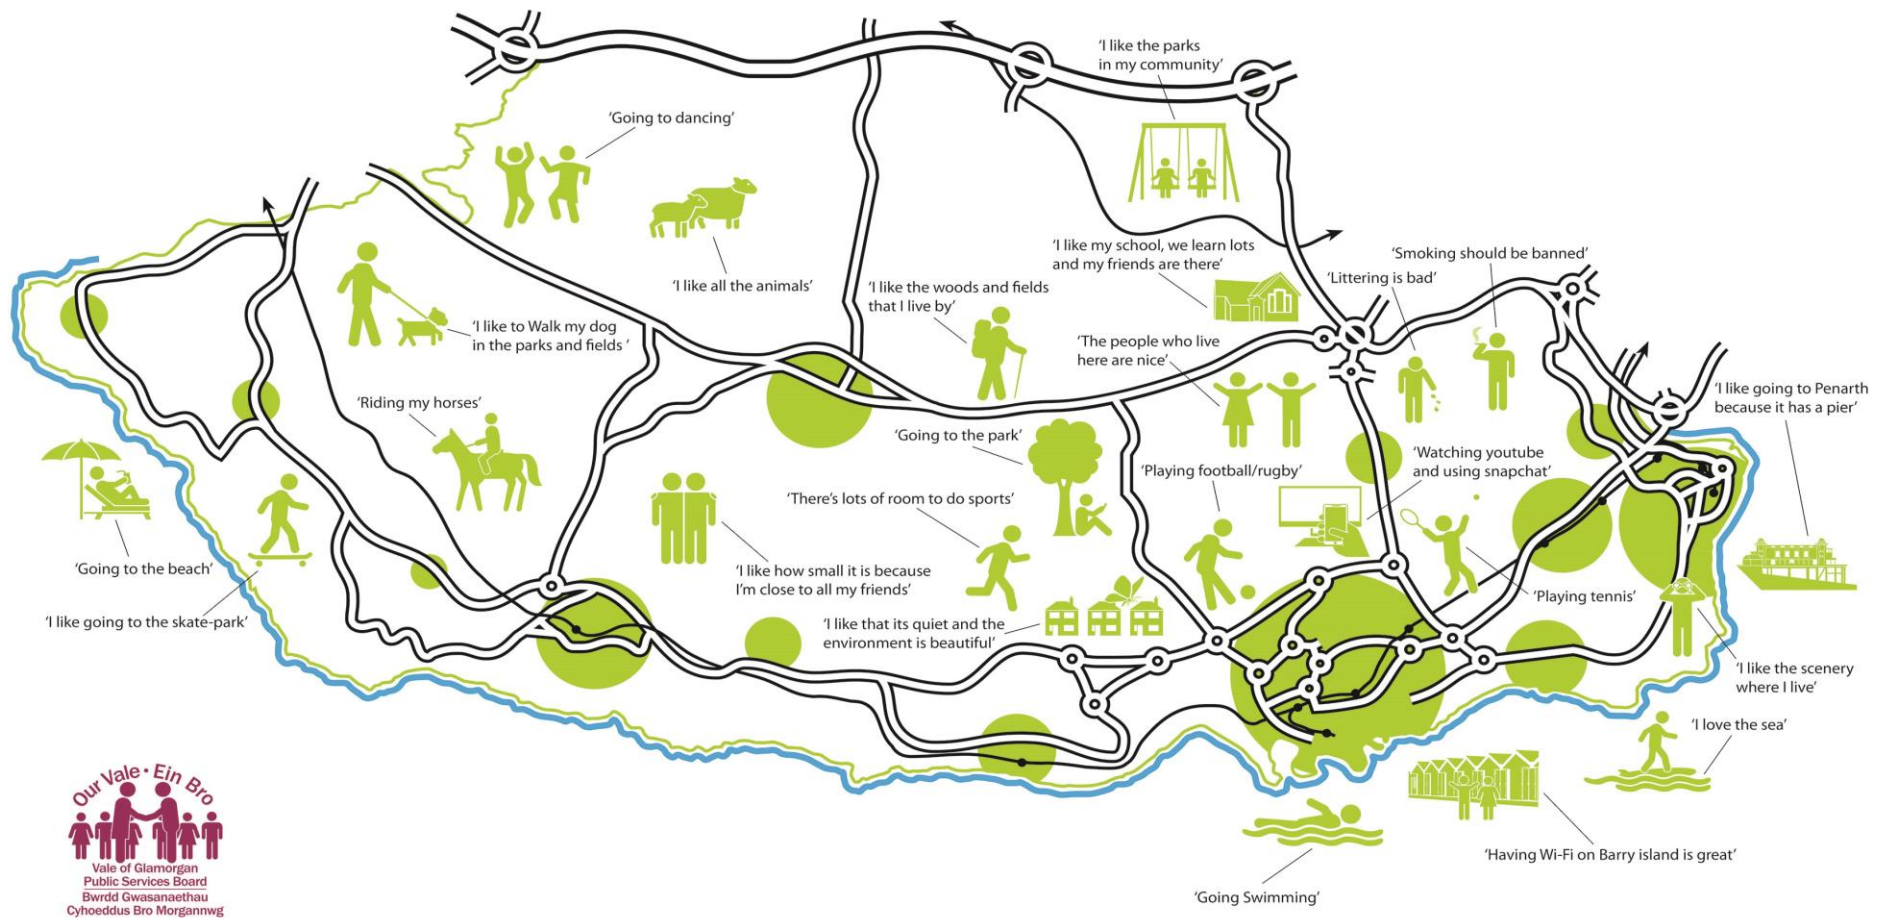 'I like the parks
in my community'
'Going to dancing'
'I like all the animals'
'I like to Walk my dog
in the parks and fields '
'I like my school, we learn lots
and my friends are there'
'Smoking should be banned'
'Littering is bad'
'I like the woods and fields
that I live by'
'The people who live
here are nice'
'I like going to Penarth
because it has a pier'
'Riding my horses'
'Going to the park'
'Watching youtube
and using snapchat'
'Playing football/rugby'
'There's lots of room to do sports'
'Going to the beach'
'I like how small it is because
I'm close to all my friends'
'Playing tennis'
'I like going to the skate-park'
'I like that its quiet and the
environment is beautiful'
'I like the scenery
where I live'
'I love the sea'
'Having Wi-Fi on Barry island is great'
'Going Swimming'
Our Vale • Ein Bro
Vale of Glamorgan
Public Services Board
Bwrdd Gwasanaethau
Cyhoeddus Bro Morgannwg